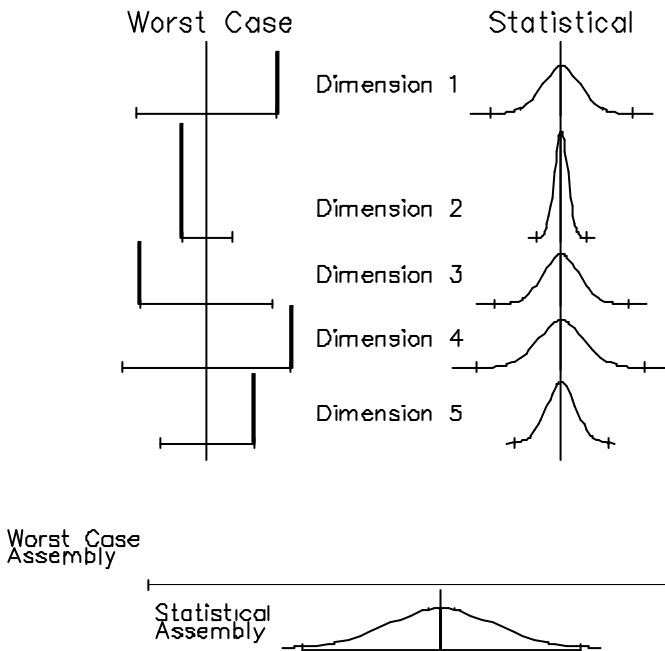 Worst Case
Statistical
Dimension 1
Dimension 2
Dimension 3
Dimension 4
Dimension 5
Worst Case
Assembly
Statistical
Assembly